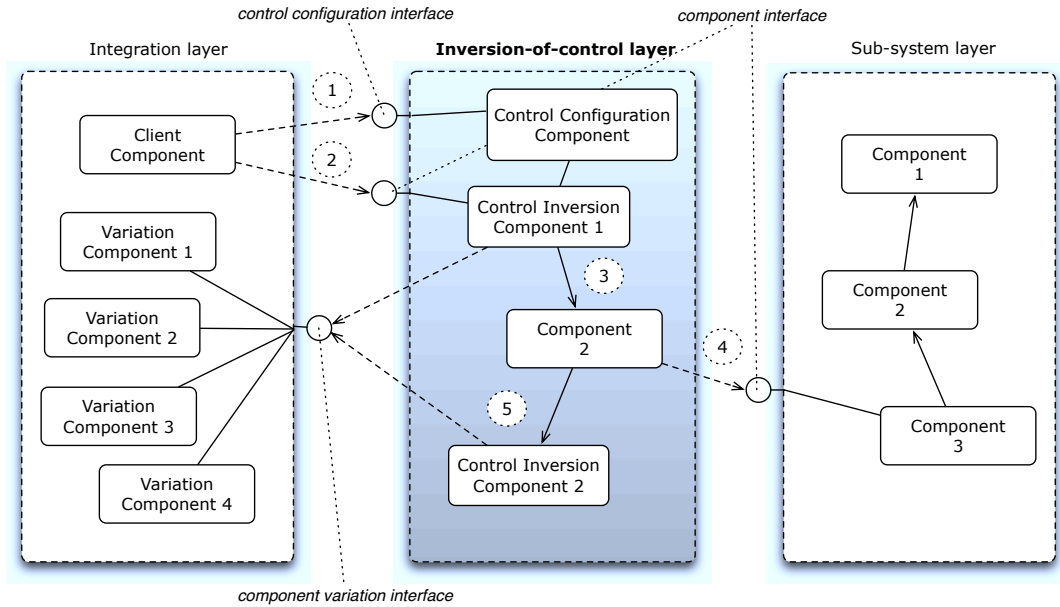 control configuration interface
component interface
Integration layer
Inversion-of-control layer
Sub-system layer
1
Client
Component
2
Control Configuration
Component
Component
1
Variation
Component 1
Control Inversion
Component 1
3
Variation
Component 2
Component
2
4
Component
2
Variation
Component 3
5
Component
3
Variation
Component 4
Control Inversion
Component 2
component variation interface